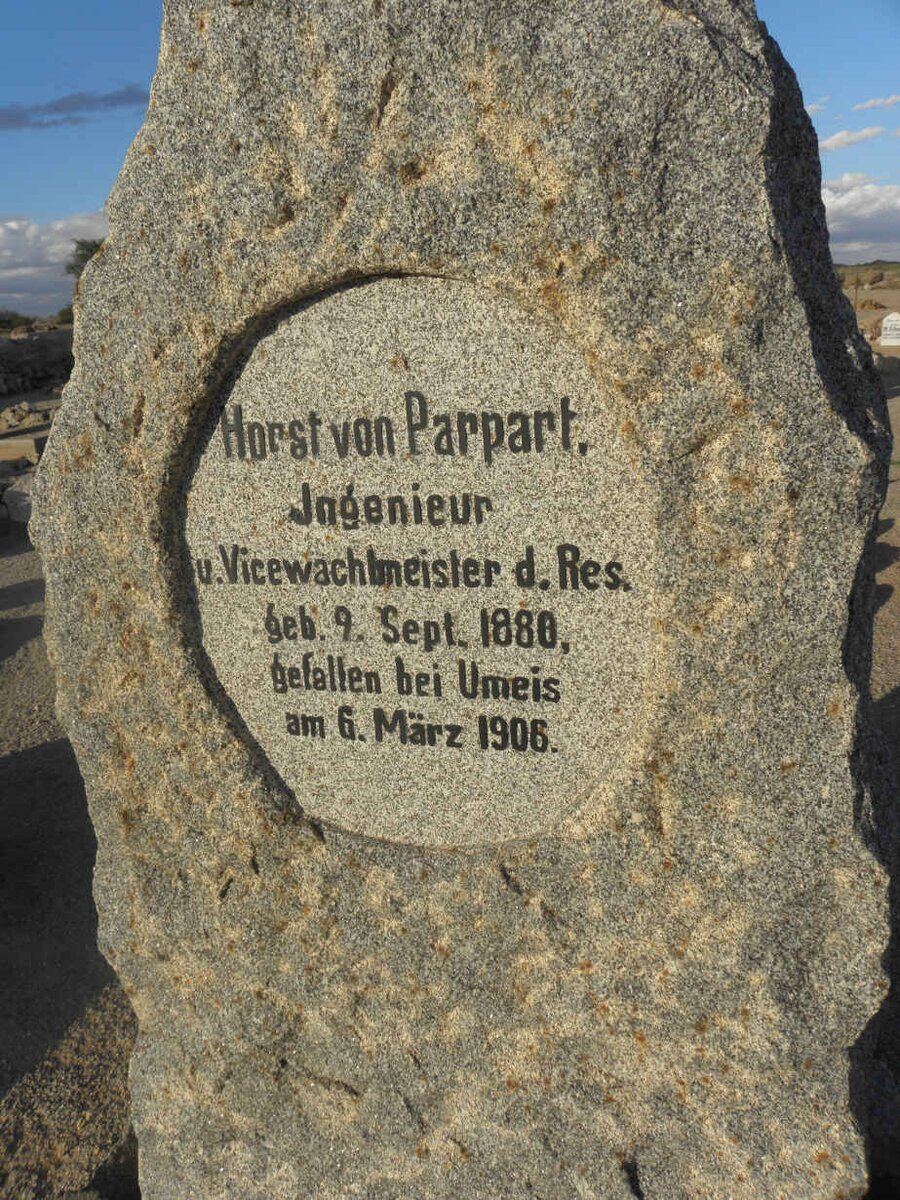 Horst von Parpart.
Jngenieur
u. Vicewachtmeister d. Res.
geb. 9. Sept. 1880,
gefallen bei Umeis
am 6. März 1906.